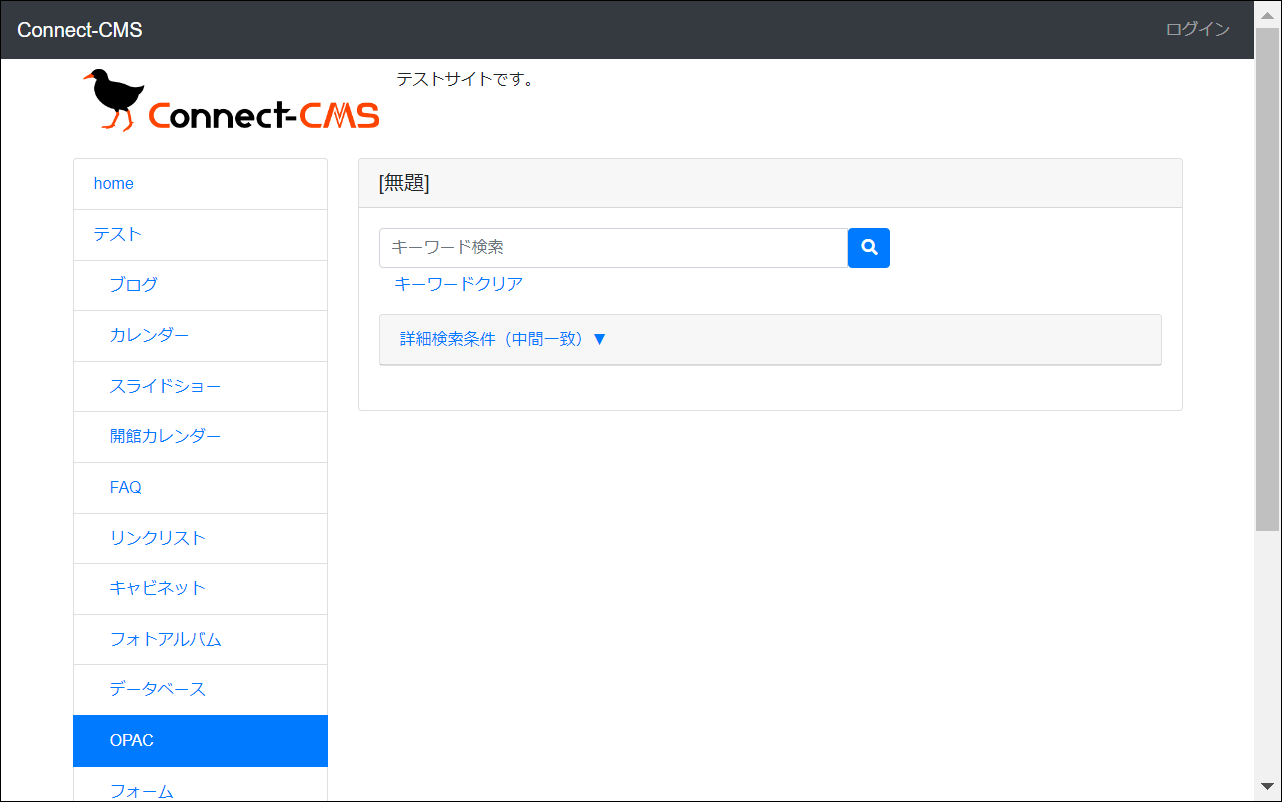 Connect-CMS
ログイン
Connect-CMS
テストサイトです。
home
テスト
ブログ
カレンダー
スライドショー
開館カレンダー
FAQ
リンクリスト
キャビネット
フォトアルバム
データベース
OPAC
フォーム
[無題]
キーワード検索
キーワードクリア
詳細検索条件（中間一致）▼